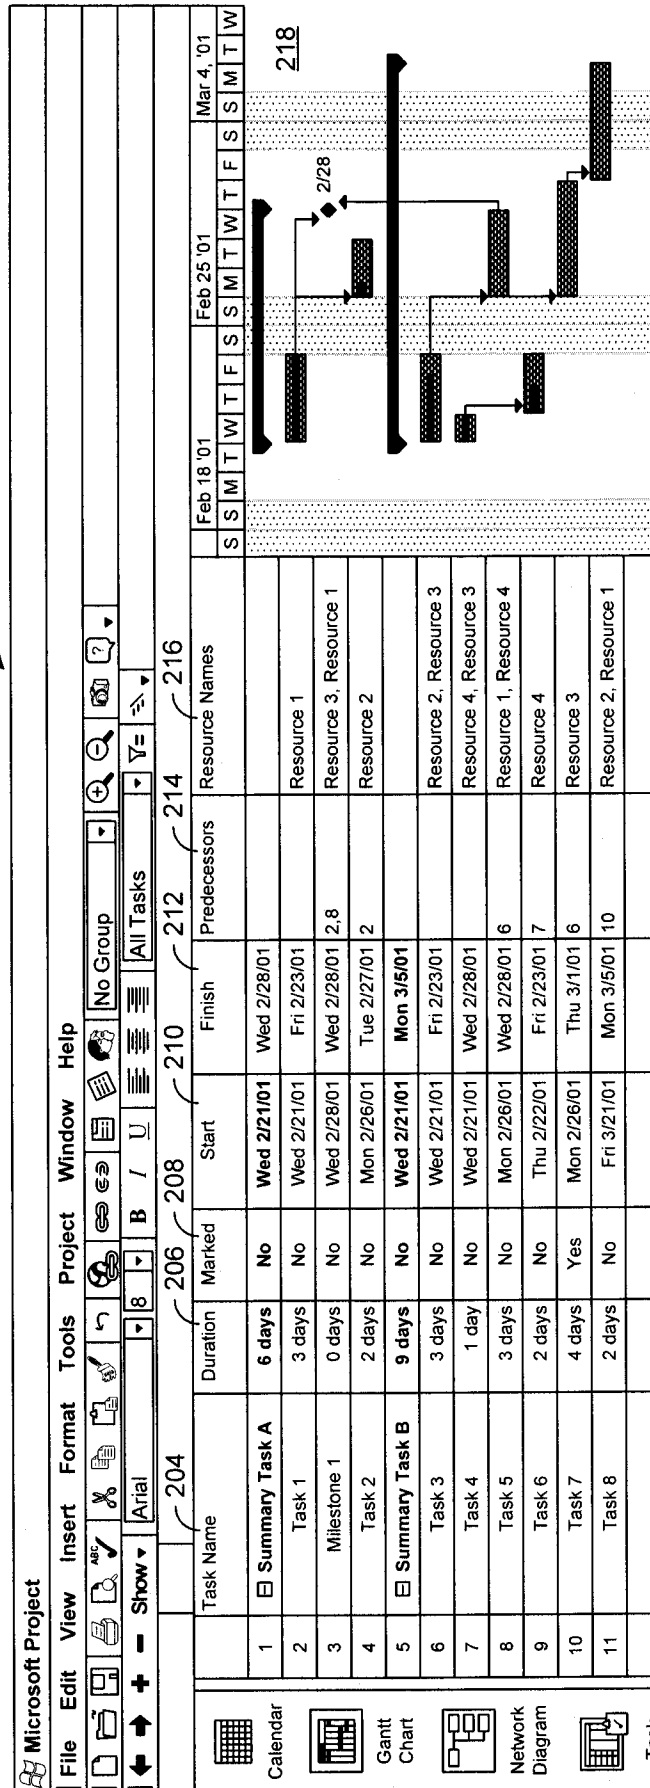 Microsoft Project
File Edit View Insert Format Tools Project Window Help
ABC No Group ?
Show Arial 8 B I U All Tasks Y=
204 206 208 210 212 214 216
Task Name Duration Marked Start Finish Predecessors Resource Names Feb 18 '01 Feb 25 '01 Mar 4, '01
S S M T W T F S S M T W T F S S M T W
1 Summary Task A 6 days No Wed 2/21/01 Wed 2/28/01
2 Task 1 3 days No Wed 2/21/01 Fri 2/23/01 Resource 1
3 Milestone 1 0 days No Wed 2/28/01 Wed 2/28/01 2,8 Resource 3, Resource 1
4 Task 2 2 days No Mon 2/26/01 Tue 2/27/01 2 Resource 2
5 Summary Task B 9 days No Wed 2/21/01 Mon 3/5/01
6 Task 3 3 days No Wed 2/21/01 Fri 2/23/01 Resource 2, Resource 3
7 Task 4 1 day No Wed 2/21/01 Wed 2/28/01 Resource 4, Resource 3
8 Task 5 3 days No Mon 2/26/01 Wed 2/28/01 6 Resource 1, Resource 4
9 Task 6 2 days No Thu 2/22/01 Fri 2/23/01 7 Resource 4
10 Task 7 4 days Yes Mon 2/26/01 Thu 3/1/01 6 Resource 3
11 Task 8 2 days No Fri 3/21/01 Mon 3/5/01 10 Resource 2, Resource 1
218
2/28
Calendar
Gantt
Chart
Network
Diagram